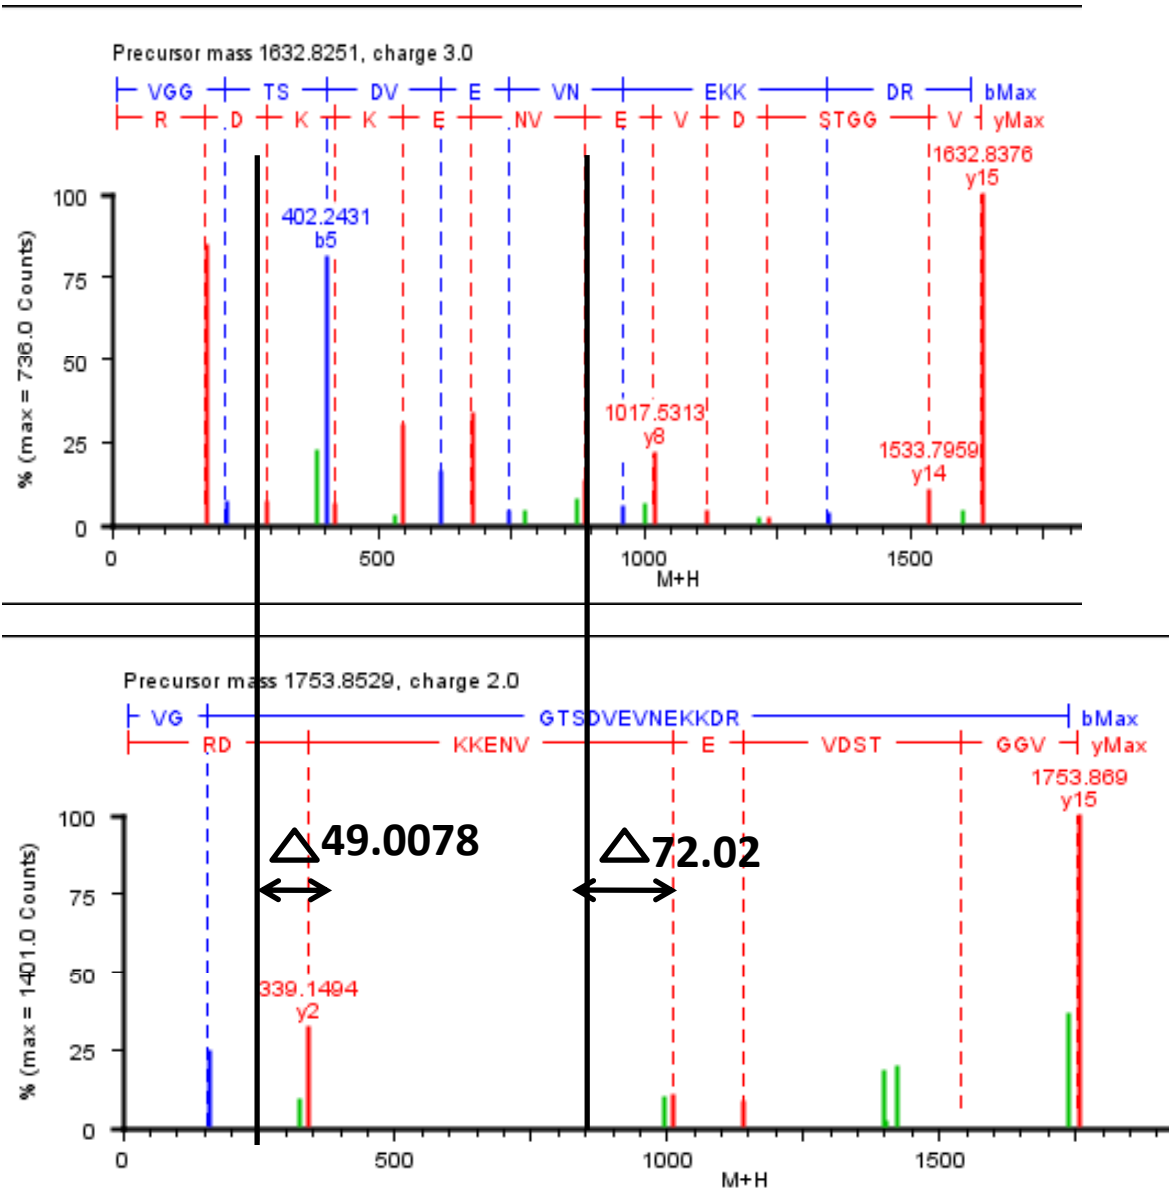 Precursor mass 1632.8251, charge 3.0
VGG TS DV E VN EKK DR bMax
R D K K E NV E V D STGG V yMax
1632.8376
y15
100
402.2431
b5
75
50
1017.5313
y8
1533.7959
y14
25
0
% (max = 736.0 Counts)
0 500 1000 1500
M+H
Precursor mass 1753.8529, charge 2.0
VG GTSDVEVNEKKDR bMax
RD KKENV E VDST GGV yMax
1753.869
y15
100
△ 49.0078 △ 72.02
75
50
339.1494
y2
25
0
% (max = 1401.0 Counts)
0 500 1000 1500
M+H